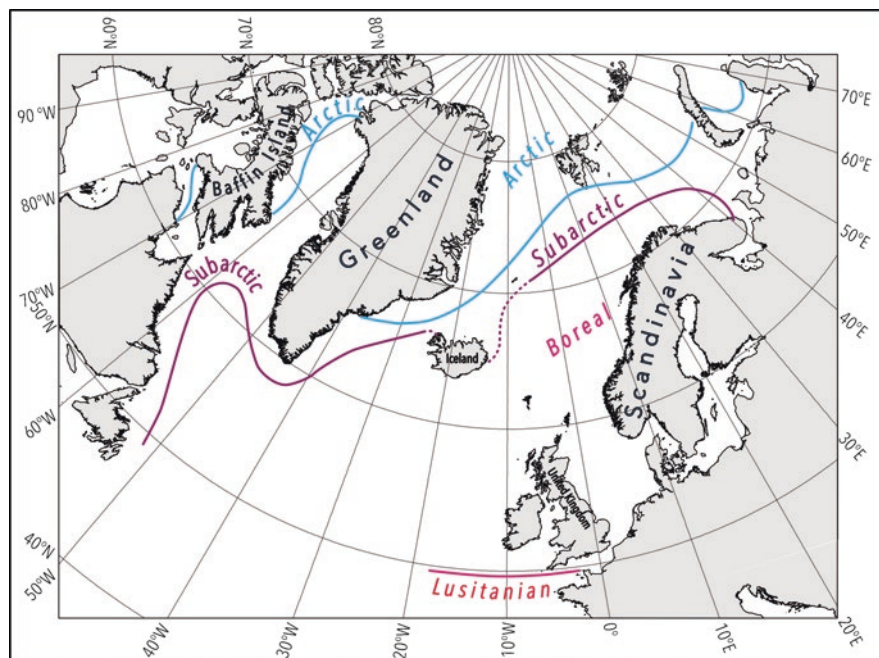 60°N
70°N
80°N
90°W
80°W
70°W
50°N
60°W
40°N
50°W
40°W
30°W
20°W
10°W
0°
10°E
20°E
30°E
40°E
50°E
60°E
70°E
Arctic
Baffin Island
Greenland
Arctic
Subarctic
Subarctic
Iceland
Boreal
Scandinavia
United Kingdom
Lusitanian